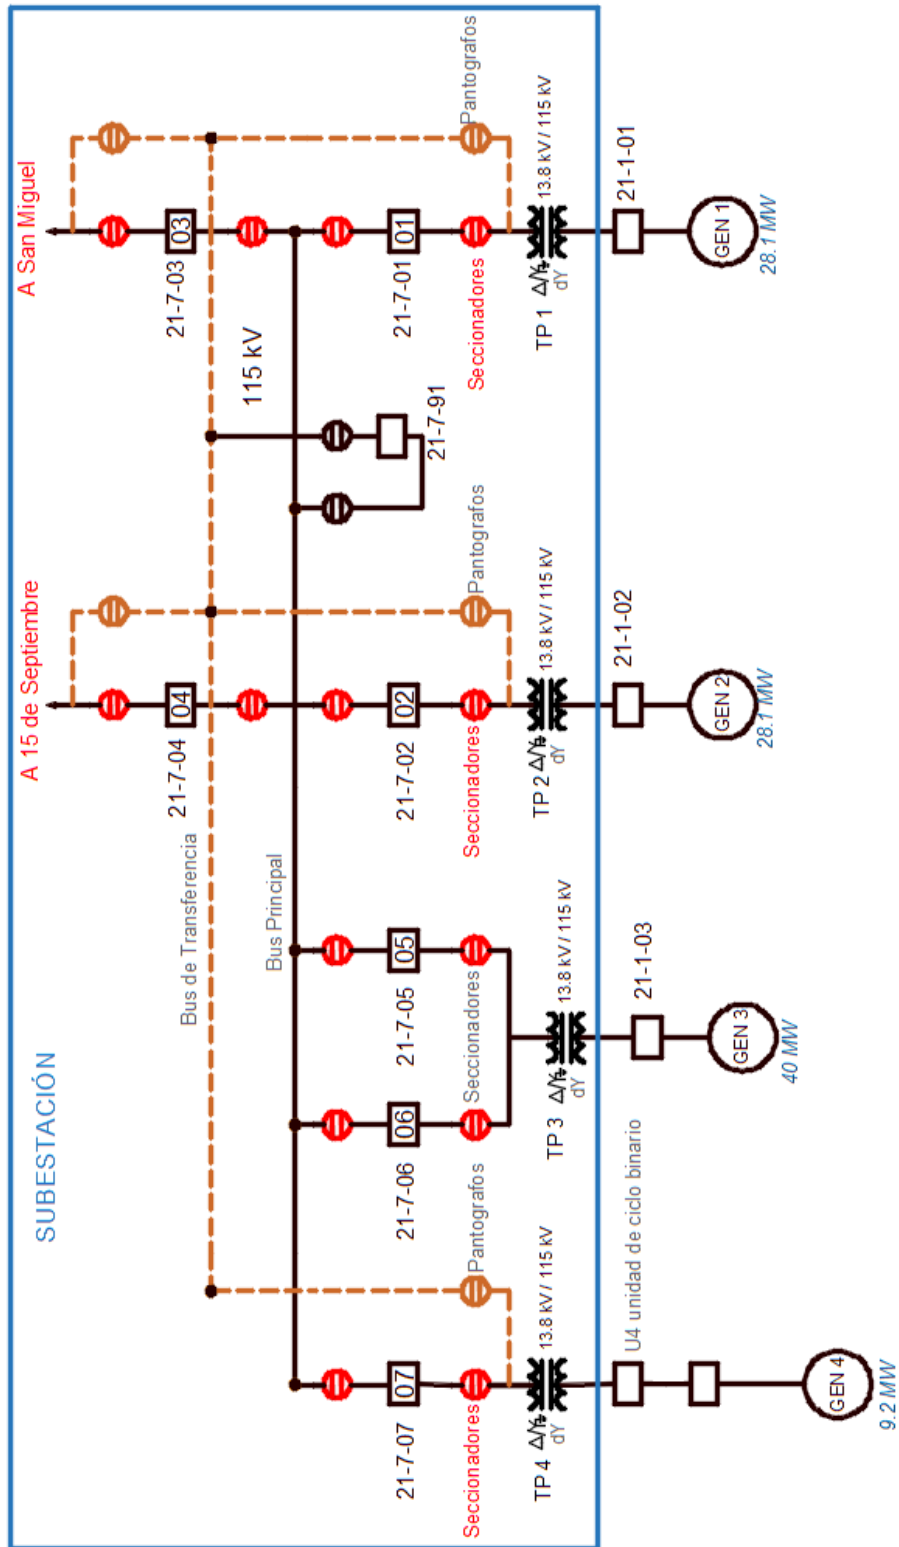 A 15 de Septiembre
A San Miguel
SUBESTACIÓN
04
03
21-7-04
21-7-03
Bus de Transferencia
115 kV
Bus Principal
07
06
05
02
01
21-7-07
21-7-06
21-7-05
21-7-02
21-7-01
21-7-91
Seccionadores
Pantografos
Seccionadores
Seccionadores
Pantografos
Seccionadores
Pantografos
TP 4 Δ/Y 13.8 kV / 115 kV
dY
TP 3 Δ/Y 13.8 kV / 115 kV
dY
TP 2 Δ/Y 13.8 kV / 115 kV
dY
TP 1 Δ/Y 13.8 kV / 115 kV
dY
U4 unidad de ciclo binario
21-1-03
21-1-02
21-1-01
GEN 4
9.2 MW
GEN 3
40 MW
GEN 2
28.1 MW
GEN 1
28.1 MW